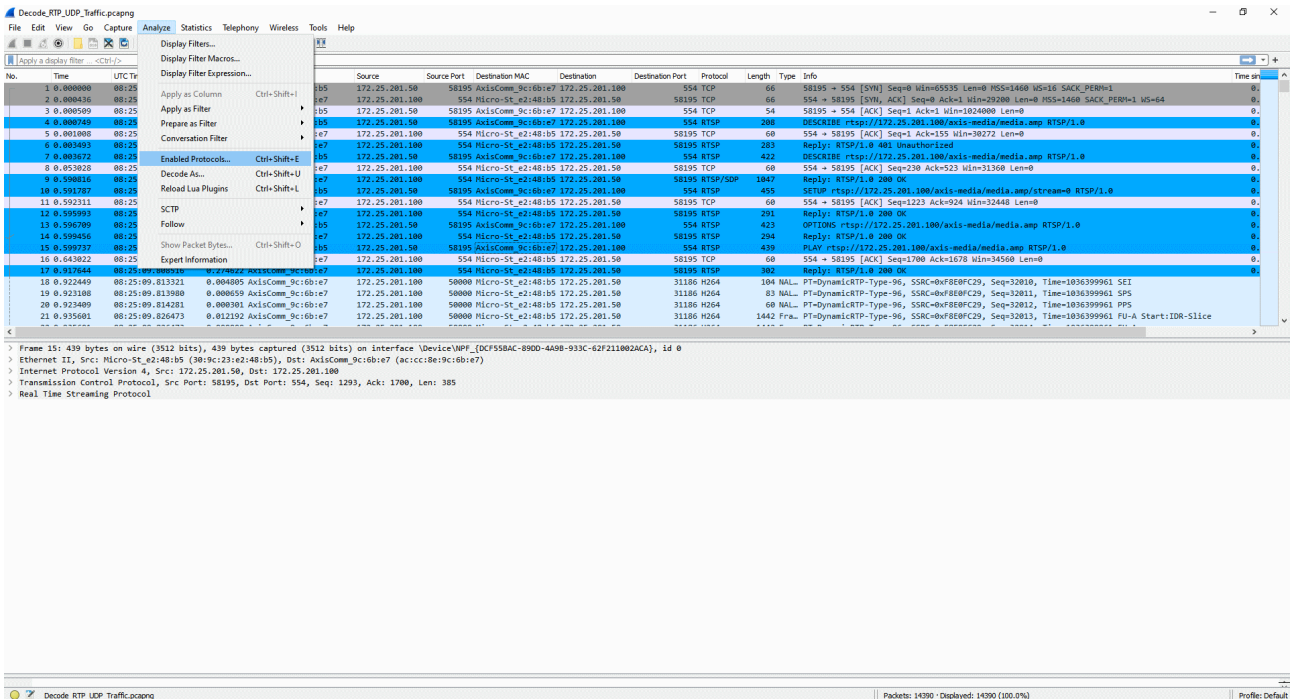 Decode_RTP_UDP_Traffic.pcapng
File Edit View Go Capture Analyze Statistics Telephony Wireless Tools Help
Apply a display filter ... <Ctrl-/>
Display Filters...
Display Filter Macros...
Display Filter Expression...
Apply as Column Ctrl+Shift+I
Apply as Filter
Prepare as Filter
Conversation Filter
Enabled Protocols... Ctrl+Shift+E
Decode As... Ctrl+Shift+U
Reload Lua Plugins Ctrl+Shift+L
SCTP
Follow
Show Packet Bytes... Ctrl+Shift+O
Expert Information
No. Time UTC Tir Source Source Port Destination MAC Destination Destination Port Protocol Length Type Info Time sin
1 0.000000 08:25 :b5 172.25.201.50 58195 AxisComm_9c:6b:e7 172.25.201.100 554 TCP 66 58195 → 554 [SYN] Seq=0 Win=65535 Len=0 MSS=1460 WS=16 SACK_PERM=1 0.
2 0.000436 08:25 :e7 172.25.201.100 554 Micro-St_e2:48:b5 172.25.201.50 58195 TCP 66 554 → 58195 [SYN, ACK] Seq=0 Ack=1 Win=29200 Len=0 MSS=1460 SACK_PERM=1 WS=64 0.
3 0.000509 08:25 :b5 172.25.201.50 58195 AxisComm_9c:6b:e7 172.25.201.100 554 TCP 54 58195 → 554 [ACK] Seq=1 Ack=1 Win=1024000 Len=0 0.
4 0.000749 08:25 :b5 172.25.201.50 58195 AxisComm_9c:6b:e7 172.25.201.100 554 RTSP 208 DESCRIBE rtsp://172.25.201.100/axis-media/media.amp RTSP/1.0 0.
5 0.001008 08:25 :e7 172.25.201.100 554 Micro-St_e2:48:b5 172.25.201.50 58195 TCP 60 554 → 58195 [ACK] Seq=1 Ack=155 Win=30272 Len=0 0.
6 0.003493 08:25 :e7 172.25.201.100 554 Micro-St_e2:48:b5 172.25.201.50 58195 RTSP 283 Reply: RTSP/1.0 401 Unauthorized 0.
7 0.003672 08:25 :b5 172.25.201.50 58195 AxisComm_9c:6b:e7 172.25.201.100 554 RTSP 422 DESCRIBE rtsp://172.25.201.100/axis-media/media.amp RTSP/1.0 0.
8 0.053028 08:25 :e7 172.25.201.100 554 Micro-St_e2:48:b5 172.25.201.50 58195 TCP 60 554 → 58195 [ACK] Seq=230 Ack=523 Win=31360 Len=0 0.
9 0.590816 08:25 :e7 172.25.201.100 554 Micro-St_e2:48:b5 172.25.201.50 58195 RTSP/SDP 1047 Reply: RTSP/1.0 200 OK 0.
10 0.591787 08:25 :b5 172.25.201.50 58195 AxisComm_9c:6b:e7 172.25.201.100 554 RTSP 455 SETUP rtsp://172.25.201.100/axis-media/media.amp/stream=0 RTSP/1.0 0.
11 0.592311 08:25 :e7 172.25.201.100 554 Micro-St_e2:48:b5 172.25.201.50 58195 TCP 60 554 → 58195 [ACK] Seq=1223 Ack=924 Win=32448 Len=0 0.
12 0.595993 08:25 :e7 172.25.201.100 554 Micro-St_e2:48:b5 172.25.201.50 58195 RTSP 291 Reply: RTSP/1.0 200 OK 0.
13 0.596709 08:25 :b5 172.25.201.50 58195 AxisComm_9c:6b:e7 172.25.201.100 554 RTSP 423 OPTIONS rtsp://172.25.201.100/axis-media/media.amp RTSP/1.0 0.
14 0.599456 08:25 :e7 172.25.201.100 554 Micro-St_e2:48:b5 172.25.201.50 58195 RTSP 294 Reply: RTSP/1.0 200 OK 0.
15 0.599737 08:25 :b5 172.25.201.50 58195 AxisComm_9c:6b:e7 172.25.201.100 554 RTSP 439 PLAY rtsp://172.25.201.100/axis-media/media.amp RTSP/1.0 0.
16 0.643022 08:25 :e7 172.25.201.100 554 Micro-St_e2:48:b5 172.25.201.50 58195 TCP 60 554 → 58195 [ACK] Seq=1700 Ack=1678 Win=34560 Len=0 0.
17 0.917644 08:25:09.808516 0.274622 AxisComm_9c:6b:e7 172.25.201.100 554 Micro-St_e2:48:b5 172.25.201.50 58195 RTSP 302 Reply: RTSP/1.0 200 OK 0.
18 0.922449 08:25:09.813321 0.004805 AxisComm_9c:6b:e7 172.25.201.100 50000 Micro-St_e2:48:b5 172.25.201.50 31186 H264 104 NAL… PT=DynamicRTP-Type-96, SSRC=0xF8E0FC29, Seq=32010, Time=1036399961 SEI
19 0.923108 08:25:09.813980 0.000659 AxisComm_9c:6b:e7 172.25.201.100 50000 Micro-St_e2:48:b5 172.25.201.50 31186 H264 83 NAL… PT=DynamicRTP-Type-96, SSRC=0xF8E0FC29, Seq=32011, Time=1036399961 SPS
20 0.923409 08:25:09.814281 0.000301 AxisComm_9c:6b:e7 172.25.201.100 50000 Micro-St_e2:48:b5 172.25.201.50 31186 H264 60 NAL… PT=DynamicRTP-Type-96, SSRC=0xF8E0FC29, Seq=32012, Time=1036399961 PPS
21 0.935601 08:25:09.826473 0.012192 AxisComm_9c:6b:e7 172.25.201.100 50000 Micro-St_e2:48:b5 172.25.201.50 31186 H264 1442 Fra… PT=DynamicRTP-Type-96, SSRC=0xF8E0FC29, Seq=32013, Time=1036399961 FU-A Start:IDR-Slice
Frame 15: 439 bytes on wire (3512 bits), 439 bytes captured (3512 bits) on interface \Device\NPF_{DCF55BAC-89DD-4A9B-933C-62F211002ACA}, id 0
Ethernet II, Src: Micro-St_e2:48:b5 (30:9c:23:e2:48:b5), Dst: AxisComm_9c:6b:e7 (ac:cc:8e:9c:6b:e7)
Internet Protocol Version 4, Src: 172.25.201.50, Dst: 172.25.201.100
Transmission Control Protocol, Src Port: 58195, Dst Port: 554, Seq: 1293, Ack: 1700, Len: 385
Real Time Streaming Protocol
Decode_RTP_UDP_Traffic.pcapng
Packets: 14390 · Displayed: 14390 (100.0%)
Profile: Default